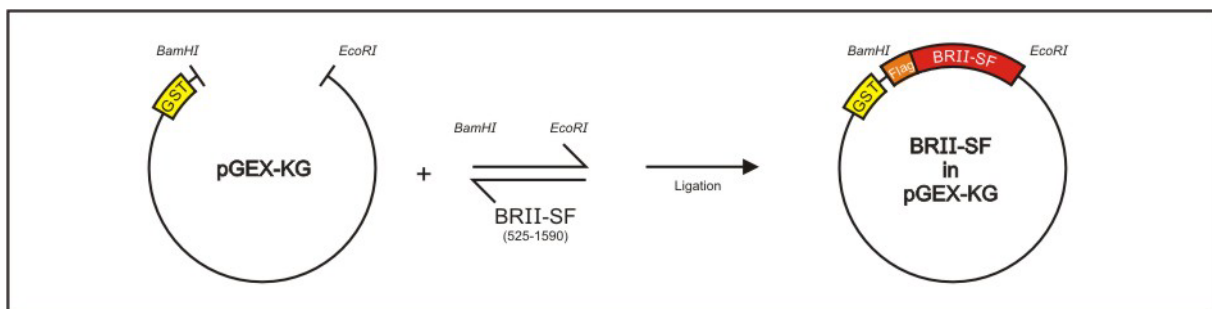 BamHI
EcoRI
GST
pGEX-KG
+
BamHI
EcoRI
BRII-SF
(525-1590)
Ligation
BamHI
EcoRI
Flag
BRII-SF
GST
BRII-SF
in
pGEX-KG